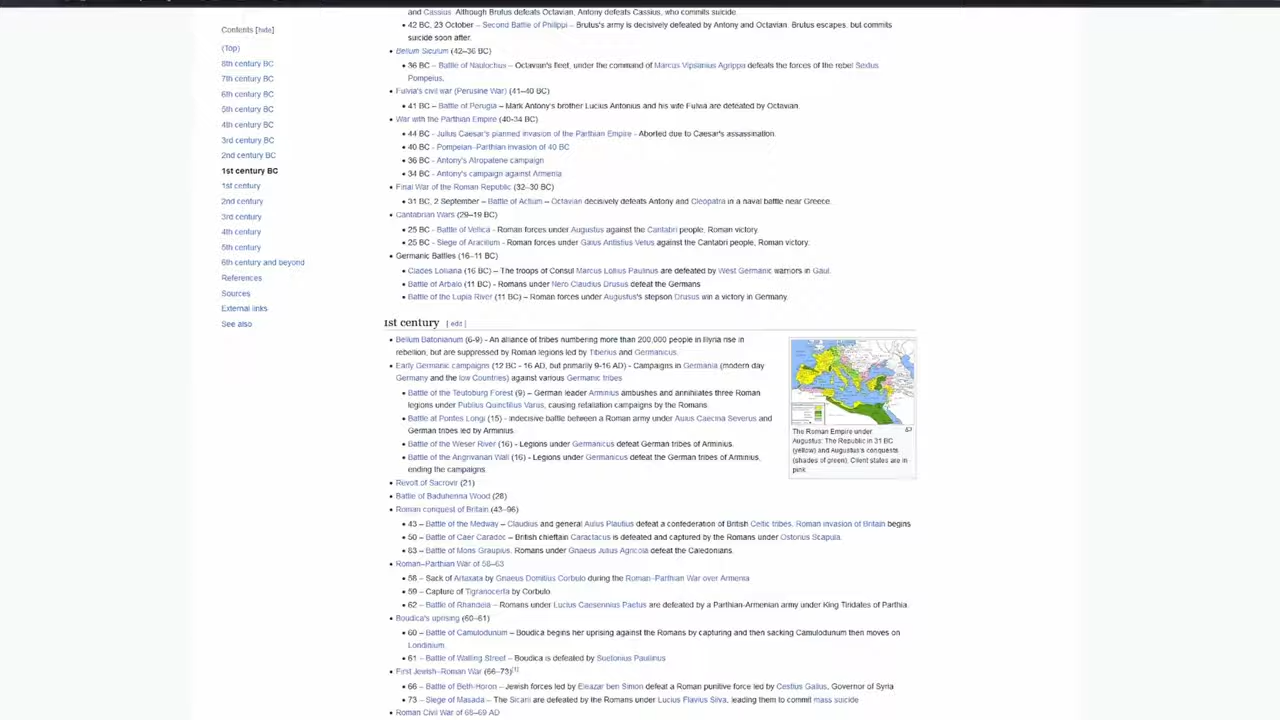 Contents [hide]
(Top)
8th century BC
7th century BC
6th century BC
5th century BC
4th century BC
3rd century BC
2nd century BC
1st century BC
1st century
2nd century
3rd century
4th century
5th century
6th century and beyond
References
Sources
External links
See also
and Cassius. Although Brutus defeats Octavian, Antony defeats Cassius, who commits suicide.
• 42 BC, 23 October – Second Battle of Philippi – Brutus's army is decisively defeated by Antony and Octavian. Brutus escapes, but commits
suicide soon after.
• Bellum Siculum (42–36 BC)
• 36 BC – Battle of Naulochus – Octavian's fleet, under the command of Marcus Vipsanius Agrippa defeats the forces of the rebel Sextus
Pompeius.
• Fulvia's civil war (Perusine War) (41–40 BC)
• 41 BC – Battle of Perugia – Mark Antony's brother Lucius Antonius and his wife Fulvia are defeated by Octavian.
• War with the Parthian Empire (40-34 BC)
• 44 BC - Julius Caesar's planned invasion of the Parthian Empire - Aborted due to Caesar's assassination.
• 40 BC - Pompeian–Parthian invasion of 40 BC
• 36 BC - Antony's Atropatene campaign
• 34 BC - Antony's campaign against Armenia
• Final War of the Roman Republic (32–30 BC)
• 31 BC, 2 September – Battle of Actium – Octavian decisively defeats Antony and Cleopatra in a naval battle near Greece.
• Cantabrian Wars (29–19 BC)
• 25 BC - Battle of Vellica - Roman forces under Augustus against the Cantabri people, Roman victory.
• 25 BC - Siege of Aracilum - Roman forces under Gaius Antistius Vetus against the Cantabri people, Roman victory.
• Germanic Battles (16–11 BC)
• Clades Lolliana (16 BC) – The troops of Consul Marcus Lollius Paulinus are defeated by West Germanic warriors in Gaul.
• Battle of Arbalo (11 BC) - Romans under Nero Claudius Drusus defeat the Germans
• Battle of the Lupia River (11 BC) – Roman forces under Augustus's stepson Drusus win a victory in Germany.
1st century [ edit ]
• Bellum Batonianum (6-9) - An alliance of tribes numbering more than 200,000 people in Illyria rise in
rebellion, but are suppressed by Roman legions led by Tiberius and Germanicus.
• Early Germanic campaigns (12 BC - 16 AD, but primarily 9-16 AD) - Campaigns in Germania (modern day
Germany and the low Countries) against various Germanic tribes
• Battle of the Teutoburg Forest (9) – German leader Arminius ambushes and annihilates three Roman
legions under Publius Quinctilius Varus, causing retaliation campaigns by the Romans.
• Battle at Pontes Longi (15) - Indecisive battle between a Roman army under Aulus Caecina Severus and
German tribes led by Arminius.
• Battle of the Weser River (16) - Legions under Germanicus defeat German tribes of Arminius.
• Battle of the Angrivarian Wall (16) - Legions under Germanicus defeat the German tribes of Arminius,
ending the campaigns.
The Roman Empire under
Augustus: The Republic in 31 BC
(yellow) and Augustus's conquests
(shades of green). Client states are in
pink.
• Revolt of Sacrovir (21)
• Battle of Baduhenna Wood (28)
• Roman conquest of Britain (43–96)
• 43 – Battle of the Medway – Claudius and general Aulus Plautius defeat a confederation of British Celtic tribes. Roman invasion of Britain begins
• 50 – Battle of Caer Caradoc – British chieftain Caractacus is defeated and captured by the Romans under Ostorius Scapula.
• 83 – Battle of Mons Graupius. Romans under Gnaeus Julius Agricola defeat the Caledonians.
• Roman–Parthian War of 58–63
• 58 – Sack of Artaxata by Gnaeus Domitius Corbulo during the Roman–Parthian War over Armenia
• 59 – Capture of Tigranocerta by Corbulo
• 62 – Battle of Rhandeia – Romans under Lucius Caesennius Paetus are defeated by a Parthian-Armenian army under King Tiridates of Parthia.
• Boudica's uprising (60–61)
• 60 – Battle of Camulodunum – Boudica begins her uprising against the Romans by capturing and then sacking Camulodunum then moves on
Londinium.
• 61 – Battle of Watling Street – Boudica is defeated by Suetonius Paulinus
• First Jewish–Roman War (66–73)[1]
• 66 – Battle of Beth-Horon – Jewish forces led by Eleazar ben Simon defeat a Roman punitive force led by Cestius Gallus, Governor of Syria
• 73 – Siege of Masada – The Sicarii are defeated by the Romans under Lucius Flavius Silva, leading them to commit mass suicide
• Roman Civil War of 68–69 AD